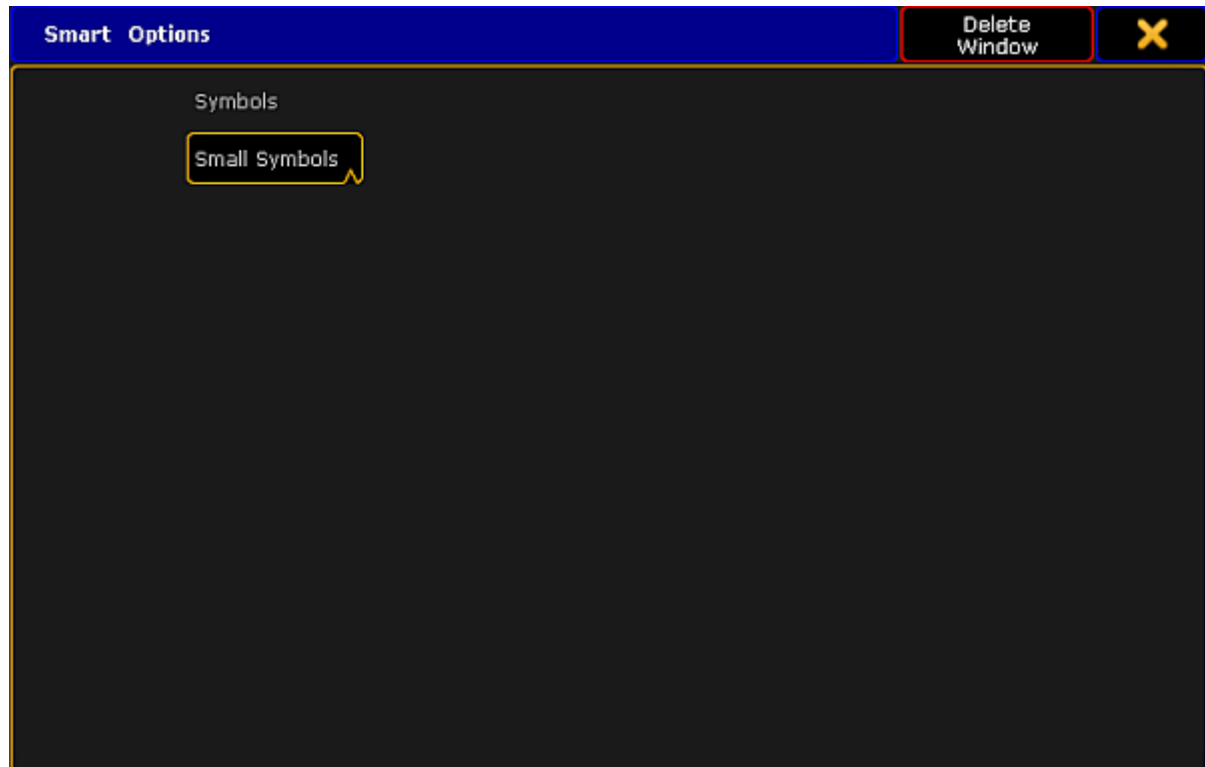 Smart Options
Delete
Window
Symbols
Small Symbols